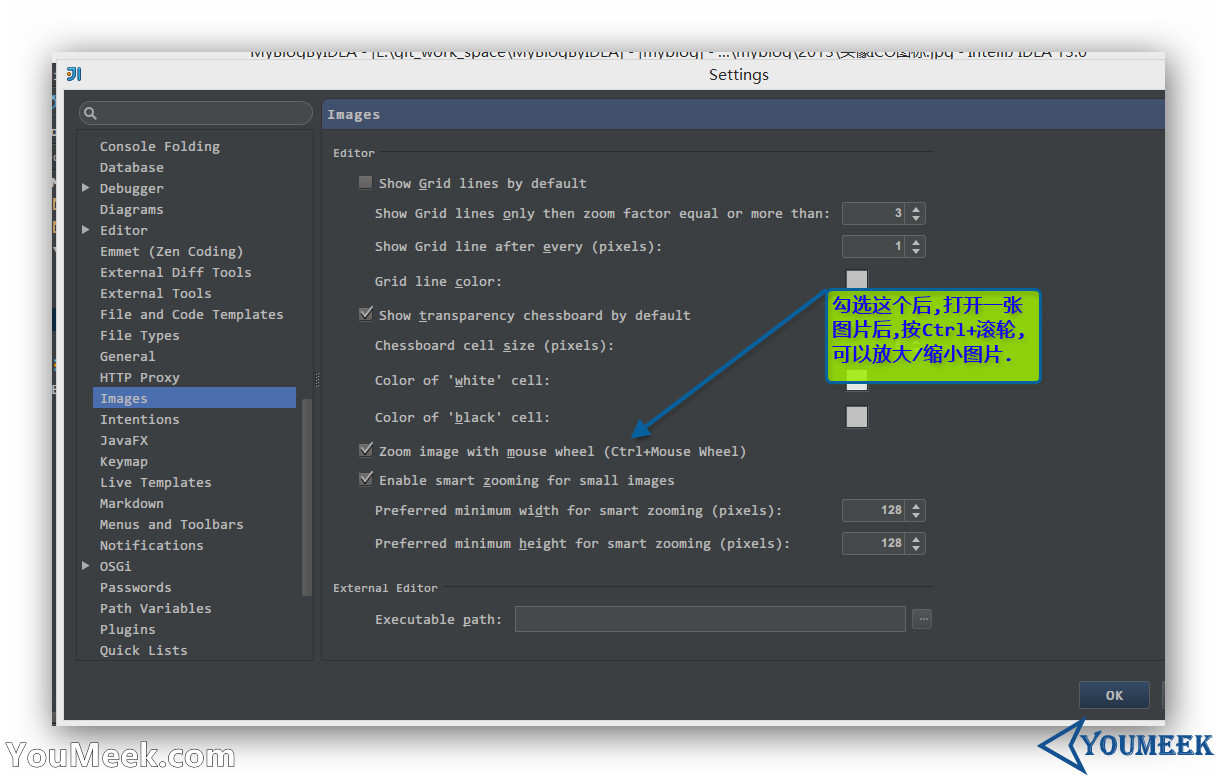 MyBlogByIDEA - [E:\git_work_space\MyBlogByIDEA] - [myblog] - ...\myblog\2015\头像ICO图标.jpg - IntelliJ IDEA 13.0
Settings
Images
Console Folding
Database
Debugger
Diagrams
Editor
Emmet (Zen Coding)
External Diff Tools
External Tools
File and Code Templates
File Types
General
HTTP Proxy
Images
Intentions
JavaFX
Keymap
Live Templates
Markdown
Menus and Toolbars
Notifications
OSGi
Passwords
Path Variables
Plugins
Quick Lists
Editor
Show Grid lines by default
Show Grid lines only then zoom factor equal or more than: 3
Show Grid line after every (pixels): 1
Grid line color:
Show transparency chessboard by default
Chessboard cell size (pixels):
Color of 'white' cell:
Color of 'black' cell:
Zoom image with mouse wheel (Ctrl+Mouse Wheel)
Enable smart zooming for small images
Preferred minimum width for smart zooming (pixels): 128
Preferred minimum height for smart zooming (pixels): 128
External Editor
Executable path:
...
勾选这个后,打开一张
图片后,按Ctrl+滚轮,
可以放大/缩小图片.
OK
YouMeek.com
YOUMEEK